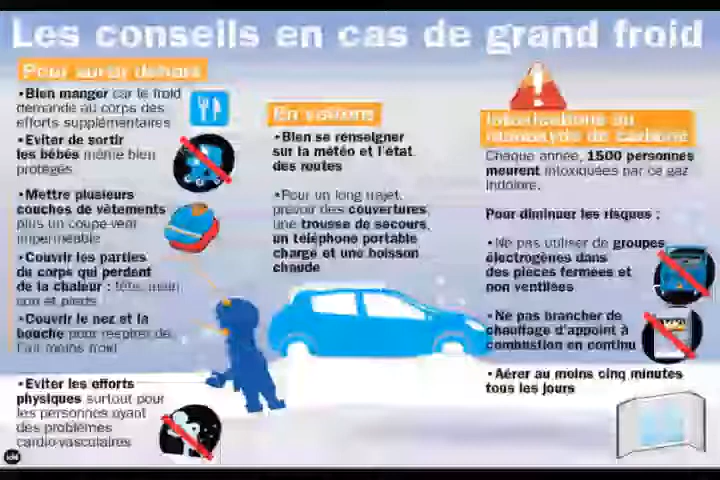 Les conseils en cas de grand froid
Pour sortir dehors
•Bien manger car le froid
demande au corps des
efforts supplémentaires
•Eviter de sortir
les bébés même bien
protégés
•Mettre plusieurs
couches de vêtements
plus un coupe-vent
imperméable
•Couvrir les parties
du corps qui perdent
de la chaleur : tête, main
cou et pieds
•Couvrir le nez et la
bouche pour respirer de
l'air moins froid
•Eviter les efforts
physiques surtout pour
les personnes ayant
des problèmes
cardio-vasculaires
En voiture
•Bien se renseigner
sur la météo et l'état
des routes
•Pour un long trajet,
prévoir des couvertures,
une trousse de secours,
un téléphone portable
chargé et une boisson
chaude
Intoxications au
monoxyde de carbone
Chaque année, 1500 personnes
meurent intoxiquées par ce gaz
indolore.
Pour diminuer les risques :
•Ne pas utiliser de groupes
électrogènes dans
des pièces fermées et
non ventilées
•Ne pas brancher de
chauffage d'appoint à
combustion en continu
•Aérer au moins cinq minutes
tous les jours